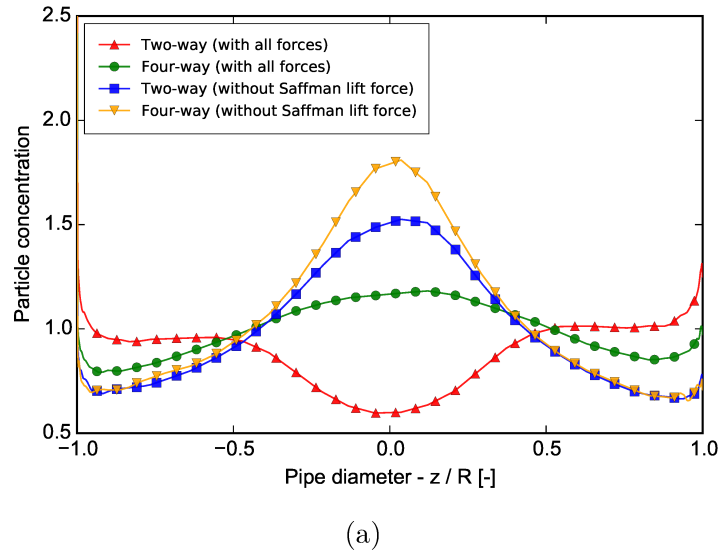 2.5
Two-way (with all forces)
Four-way (with all forces)
Two-way (without Saffman lift force)
Four-way (without Saffman lift force)
2.0
Particle concentration
1.5
1.0
0.5
−1.0 −0.5 0.0 0.5 1.0
Pipe diameter - z / R [-]
(a)